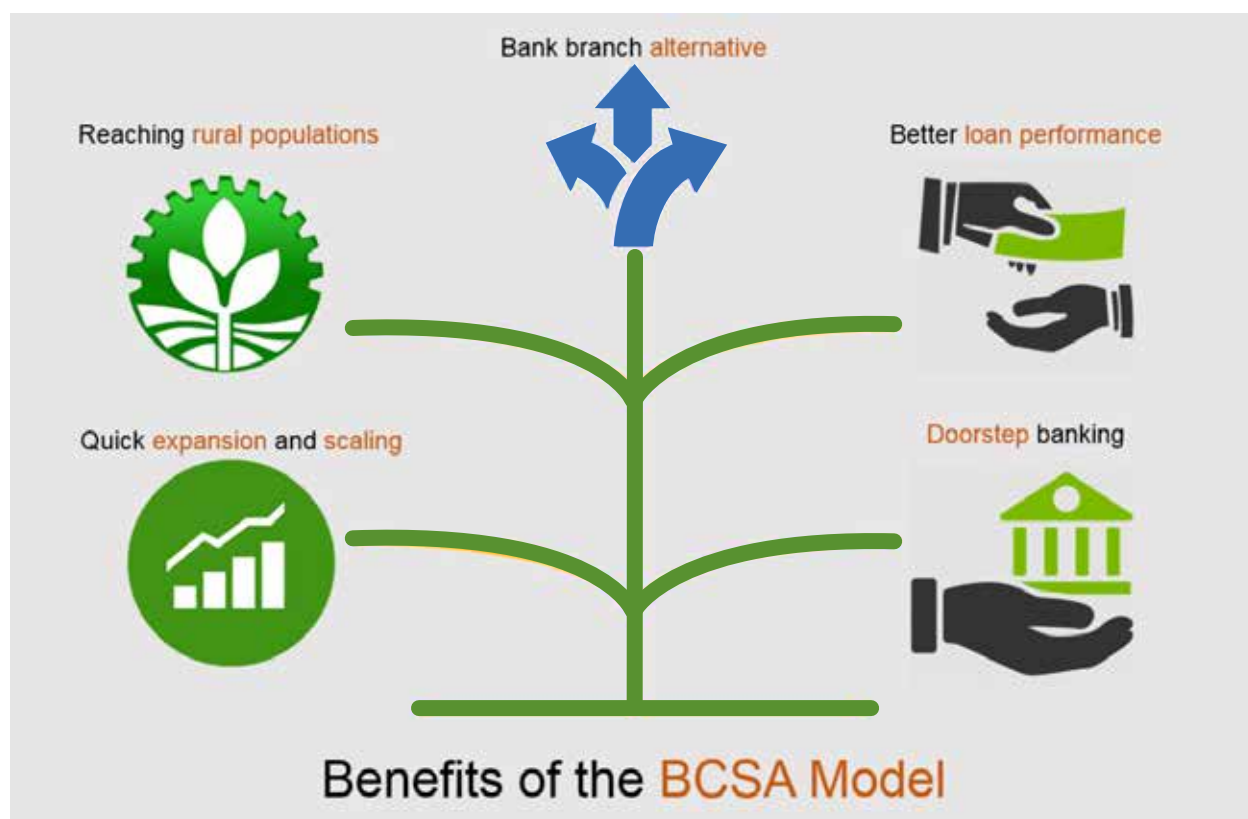 Bank branch alternative
Reaching rural populations
Better loan performance
Quick expansion and scaling
Doorstep banking
Benefits of the BCSA Model